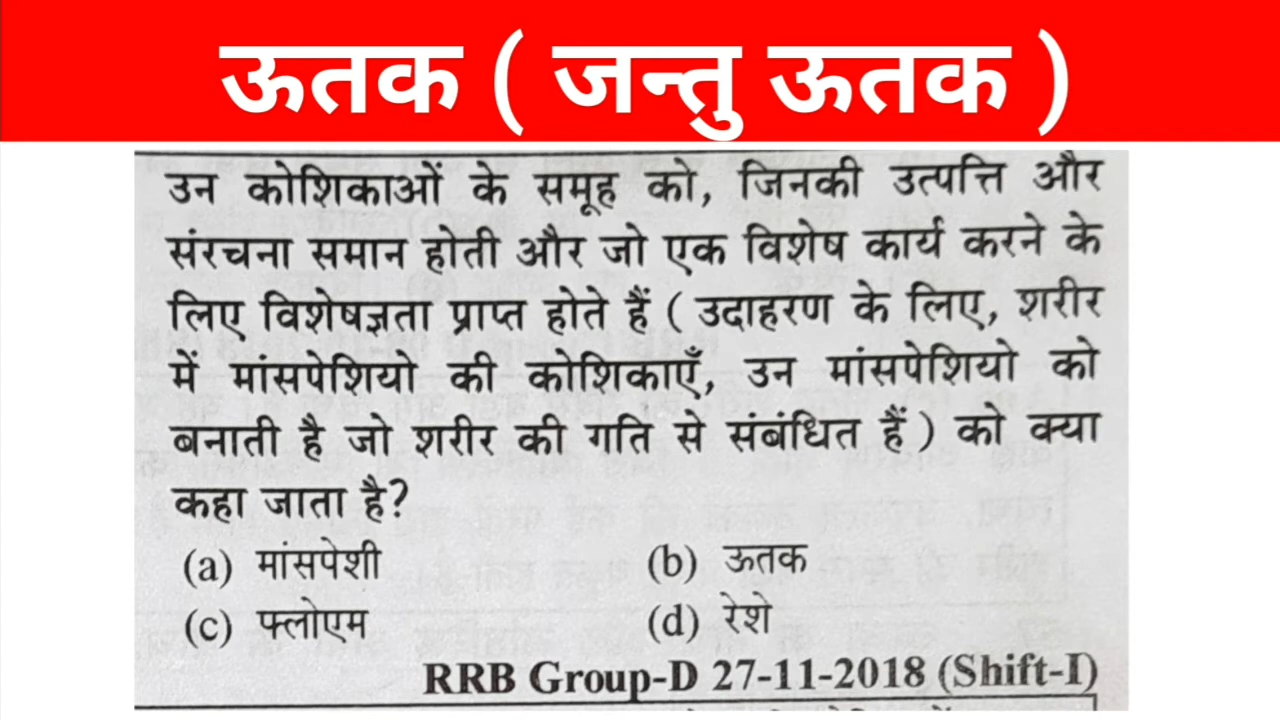 ऊतक ( जन्तु ऊतक )
उन कोशिकाओं के समूह को, जिनकी उत्पत्ति और
संरचना समान होती और जो एक विशेष कार्य करने के
लिए विशेषज्ञता प्राप्त होते हैं ( उदाहरण के लिए, शरीर
में मांसपेशियो की कोशिकाएँ, उन मांसपेशियो को
बनाती है जो शरीर की गति से संबंधित हैं ) को क्या
कहा जाता है?
(a) मांसपेशी (b) ऊतक
(c) फ्लोएम (d) रेशे
RRB Group-D 27-11-2018 (Shift-I)